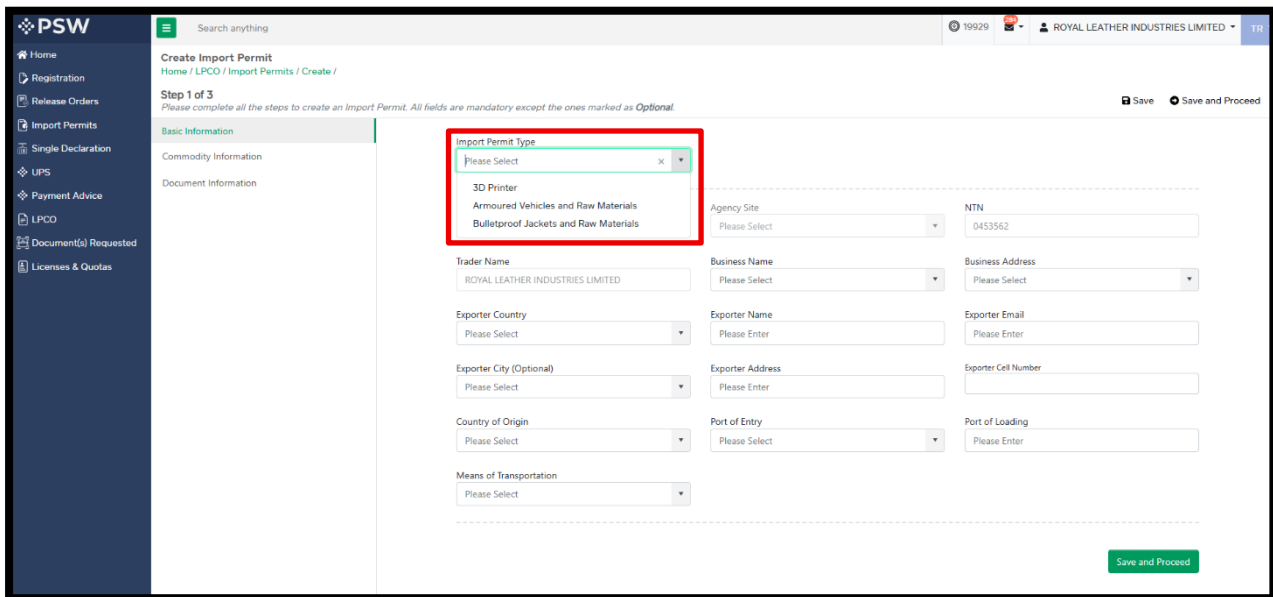 PSW
Search anything
19929
284
ROYAL LEATHER INDUSTRIES LIMITED
TR
Home
Registration
Release Orders
Import Permits
Single Declaration
UPS
Payment Advice
LPCO
Document(s) Requested
Licenses & Quotas
Create Import Permit
Home / LPCO / Import Permits / Create /
Step 1 of 3
Please complete all the steps to create an Import Permit. All fields are mandatory except the ones marked as Optional.
Save
Save and Proceed
Basic Information
Commodity Information
Document Information
Import Permit Type
Please Select
3D Printer
Armoured Vehicles and Raw Materials
Bulletproof Jackets and Raw Materials
Agency Site
Please Select
NTN
0453562
Trader Name
ROYAL LEATHER INDUSTRIES LIMITED
Business Name
Please Select
Business Address
Please Select
Exporter Country
Please Select
Exporter Name
Please Enter
Exporter Email
Please Enter
Exporter City (Optional)
Please Select
Exporter Address
Please Enter
Exporter Cell Number
Country of Origin
Please Select
Port of Entry
Please Select
Port of Loading
Please Enter
Means of Transportation
Please Select
Save and Proceed